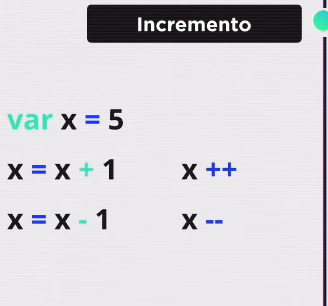 Incremento
var x = 5
x = x + 1 x ++
x = x - 1 x --